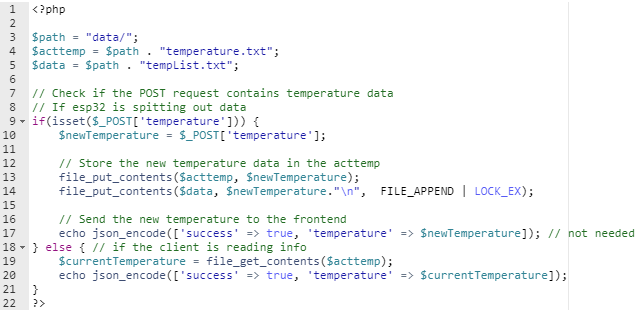 1 <?php
2
3 $path = "data/";
4 $acttemp = $path . "temperature.txt";
5 $data = $path . "tempList.txt";
6
7 // Check if the POST request contains temperature data
8 // If esp32 is spitting out data
9 if(isset($_POST['temperature'])) {
10 $newTemperature = $_POST['temperature'];
11
12 // Store the new temperature data in the acttemp
13 file_put_contents($acttemp, $newTemperature);
14 file_put_contents($data, $newTemperature."\n",  FILE_APPEND | LOCK_EX);
15
16 // Send the new temperature to the frontend
17 echo json_encode(['success' => true, 'temperature' => $newTemperature]); // not needed
18 } else { // if the client is reading info
19 $currentTemperature = file_get_contents($acttemp);
20 echo json_encode(['success' => true, 'temperature' => $currentTemperature]);
21 }
22 ?>